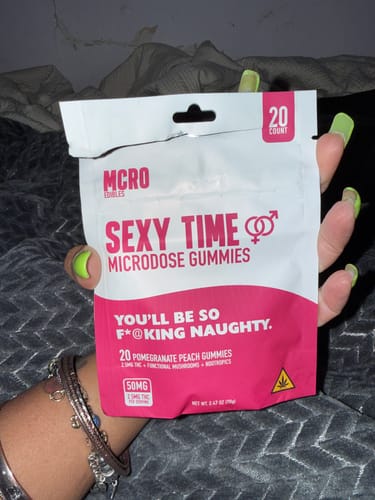 20
COUNT
MCRO
EDIBLES
SEXY TIME
MICRODOSE GUMMIES
YOU'LL BE SO
F*@KING NAUGHTY.
20 POMEGRANATE PEACH GUMMIES
2.5MG THC + FUNCTIONAL MUSHROOMS + NOOTROPICS
50MG
2.5MG THC
PER SERVING
NET WT. 2.47 OZ (70g)